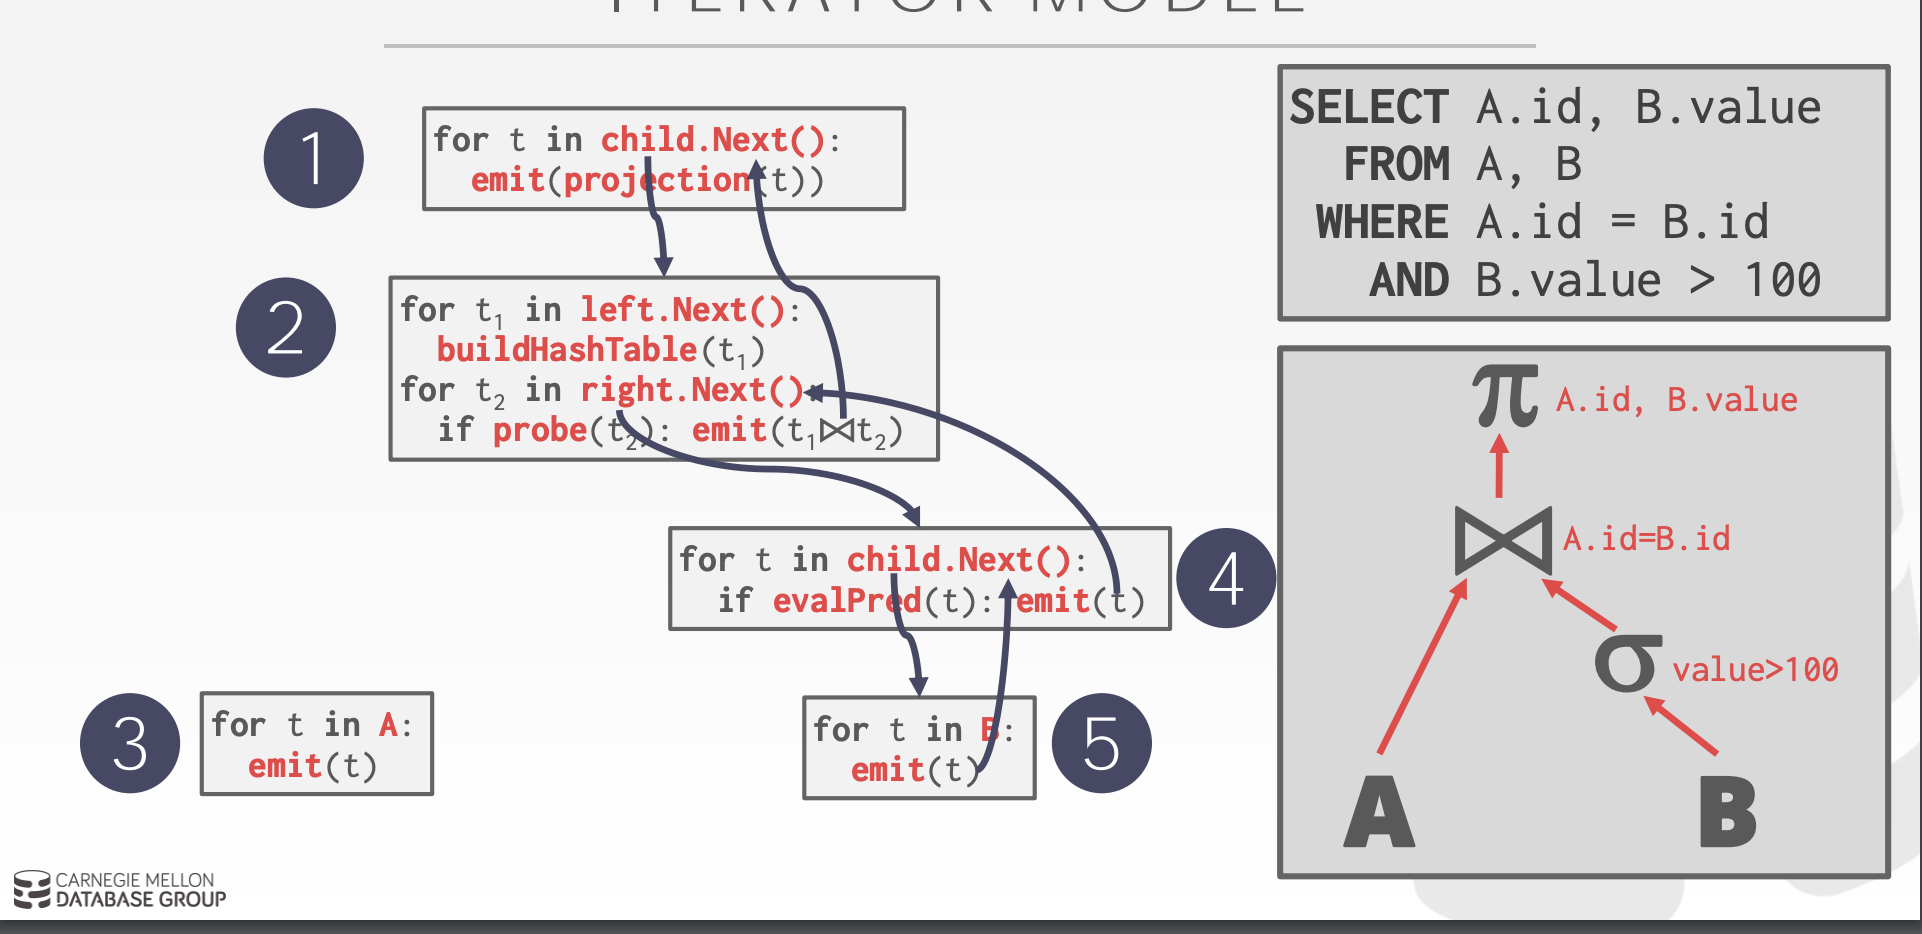 ITERATOR MODEL
1
for t in child.Next():
emit(projection(t))
2
for t1 in left.Next():
buildHashTable(t1)
for t2 in right.Next():
if probe(t2): emit(t1⋈t2)
for t in child.Next():
if evalPred(t): emit(t)
4
3
for t in A:
emit(t)
for t in B:
emit(t)
5
SELECT A.id, B.value
FROM A, B
WHERE A.id = B.id
AND B.value > 100
π A.id, B.value
⋈ A.id=B.id
σ value>100
A B
CARNEGIE MELLON
DATABASE GROUP